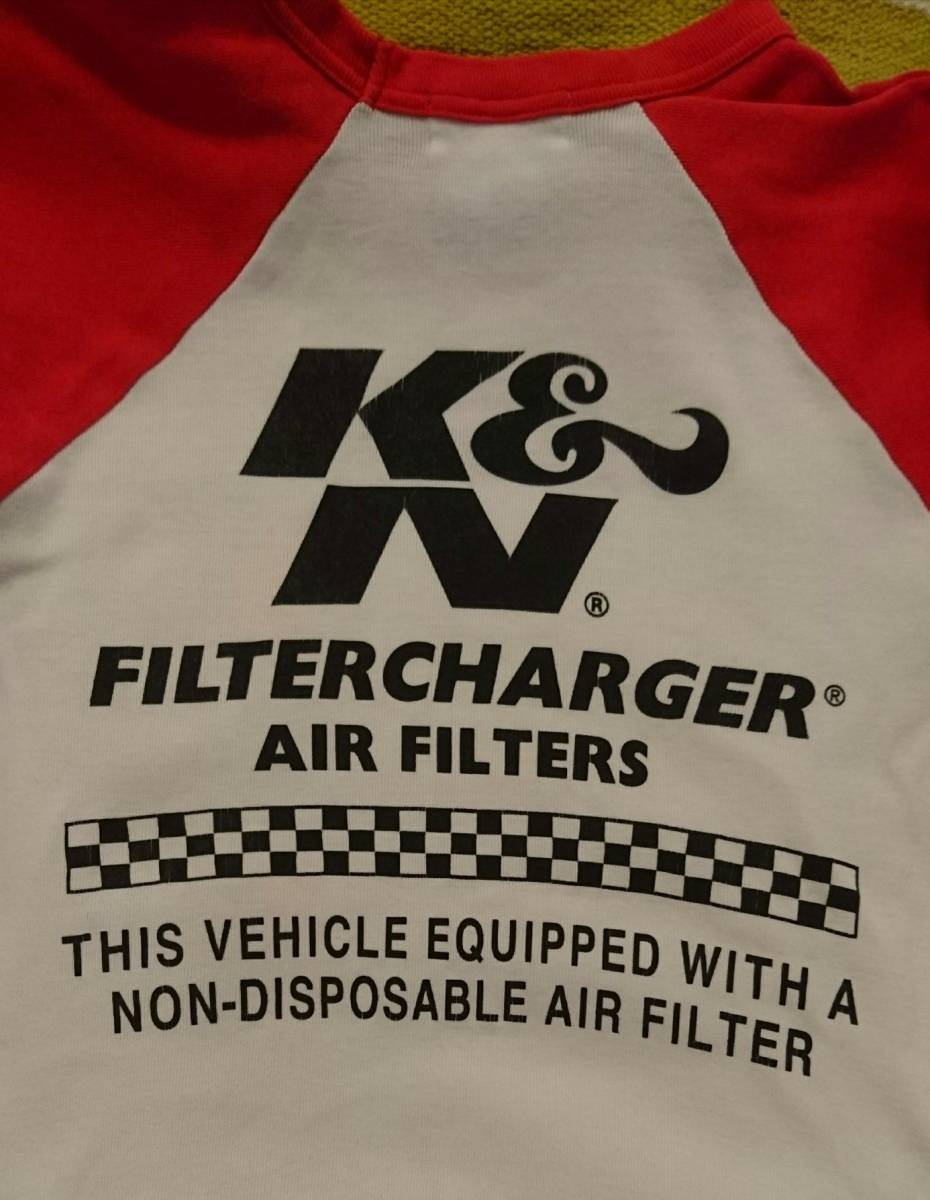 K&
N®
FILTERCHARGER®
AIR FILTERS
THIS VEHICLE EQUIPPED WITH A
NON-DISPOSABLE AIR FILTER